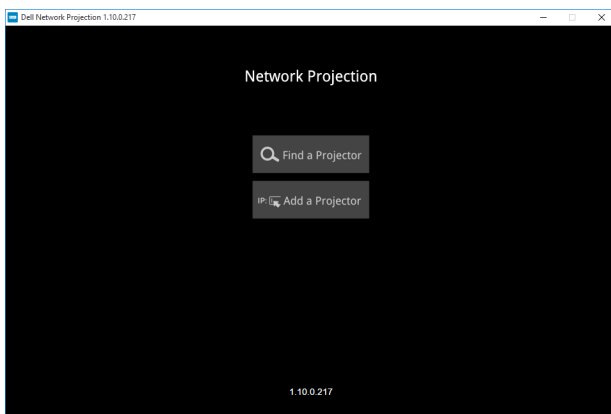 Dell Network Projection 1.10.0.217
Network Projection
Find a Projector
IP: Add a Projector
1.10.0.217